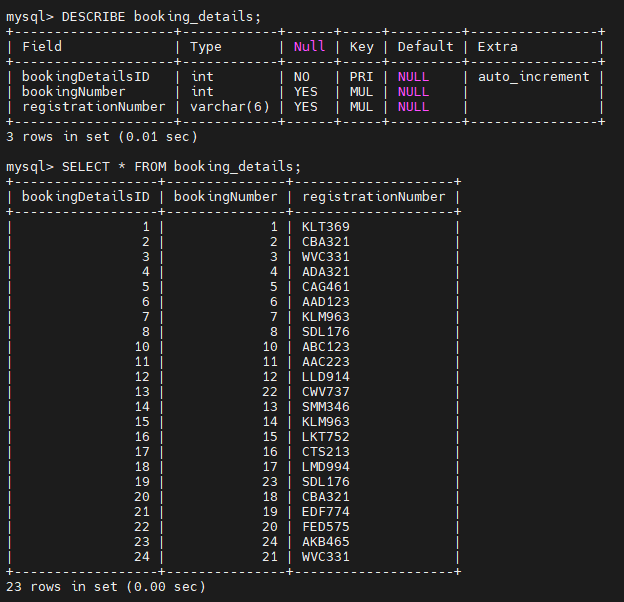 mysql> DESCRIBE booking_details;
+--------------------+------------+------+-----+---------+----------------+
| Field              | Type       | Null | Key | Default | Extra          |
+--------------------+------------+------+-----+---------+----------------+
| bookingDetailsID   | int        | NO   | PRI | NULL    | auto_increment |
| bookingNumber      | int        | YES  | MUL | NULL    |                |
| registrationNumber | varchar(6) | YES  | MUL | NULL    |                |
+--------------------+------------+------+-----+---------+----------------+
3 rows in set (0.01 sec)
mysql> SELECT * FROM booking_details;
+------------------+---------------+--------------------+
| bookingDetailsID | bookingNumber | registrationNumber |
+------------------+---------------+--------------------+
|                1 |             1 | KLT369             |
|                2 |             2 | CBA321             |
|                3 |             3 | WVC331             |
|                4 |             4 | ADA321             |
|                5 |             5 | CAG461             |
|                6 |             6 | AAD123             |
|                7 |             7 | KLM963             |
|                8 |             8 | SDL176             |
|               10 |            10 | ABC123             |
|               11 |            11 | AAC223             |
|               12 |            12 | LLD914             |
|               13 |            22 | CWV737             |
|               14 |            13 | SMM346             |
|               15 |            14 | KLM963             |
|               16 |            15 | LKT752             |
|               17 |            16 | CTS213             |
|               18 |            17 | LMD994             |
|               19 |            23 | SDL176             |
|               20 |            18 | CBA321             |
|               21 |            19 | EDF774             |
|               22 |            20 | FED575             |
|               23 |            24 | AKB465             |
|               24 |            21 | WVC331             |
+------------------+---------------+--------------------+
23 rows in set (0.00 sec)